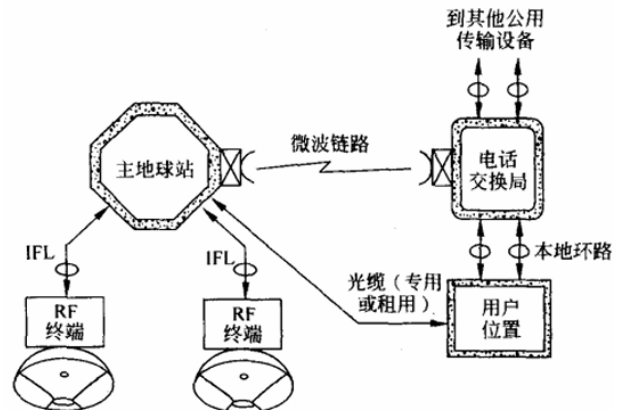 到其他公用
传输设备
微波链路
主地球站
电话
交换局
IFL
IFL
本地环路
光缆（专用
或租用）
RF
终端
RF
终端
用户
位置